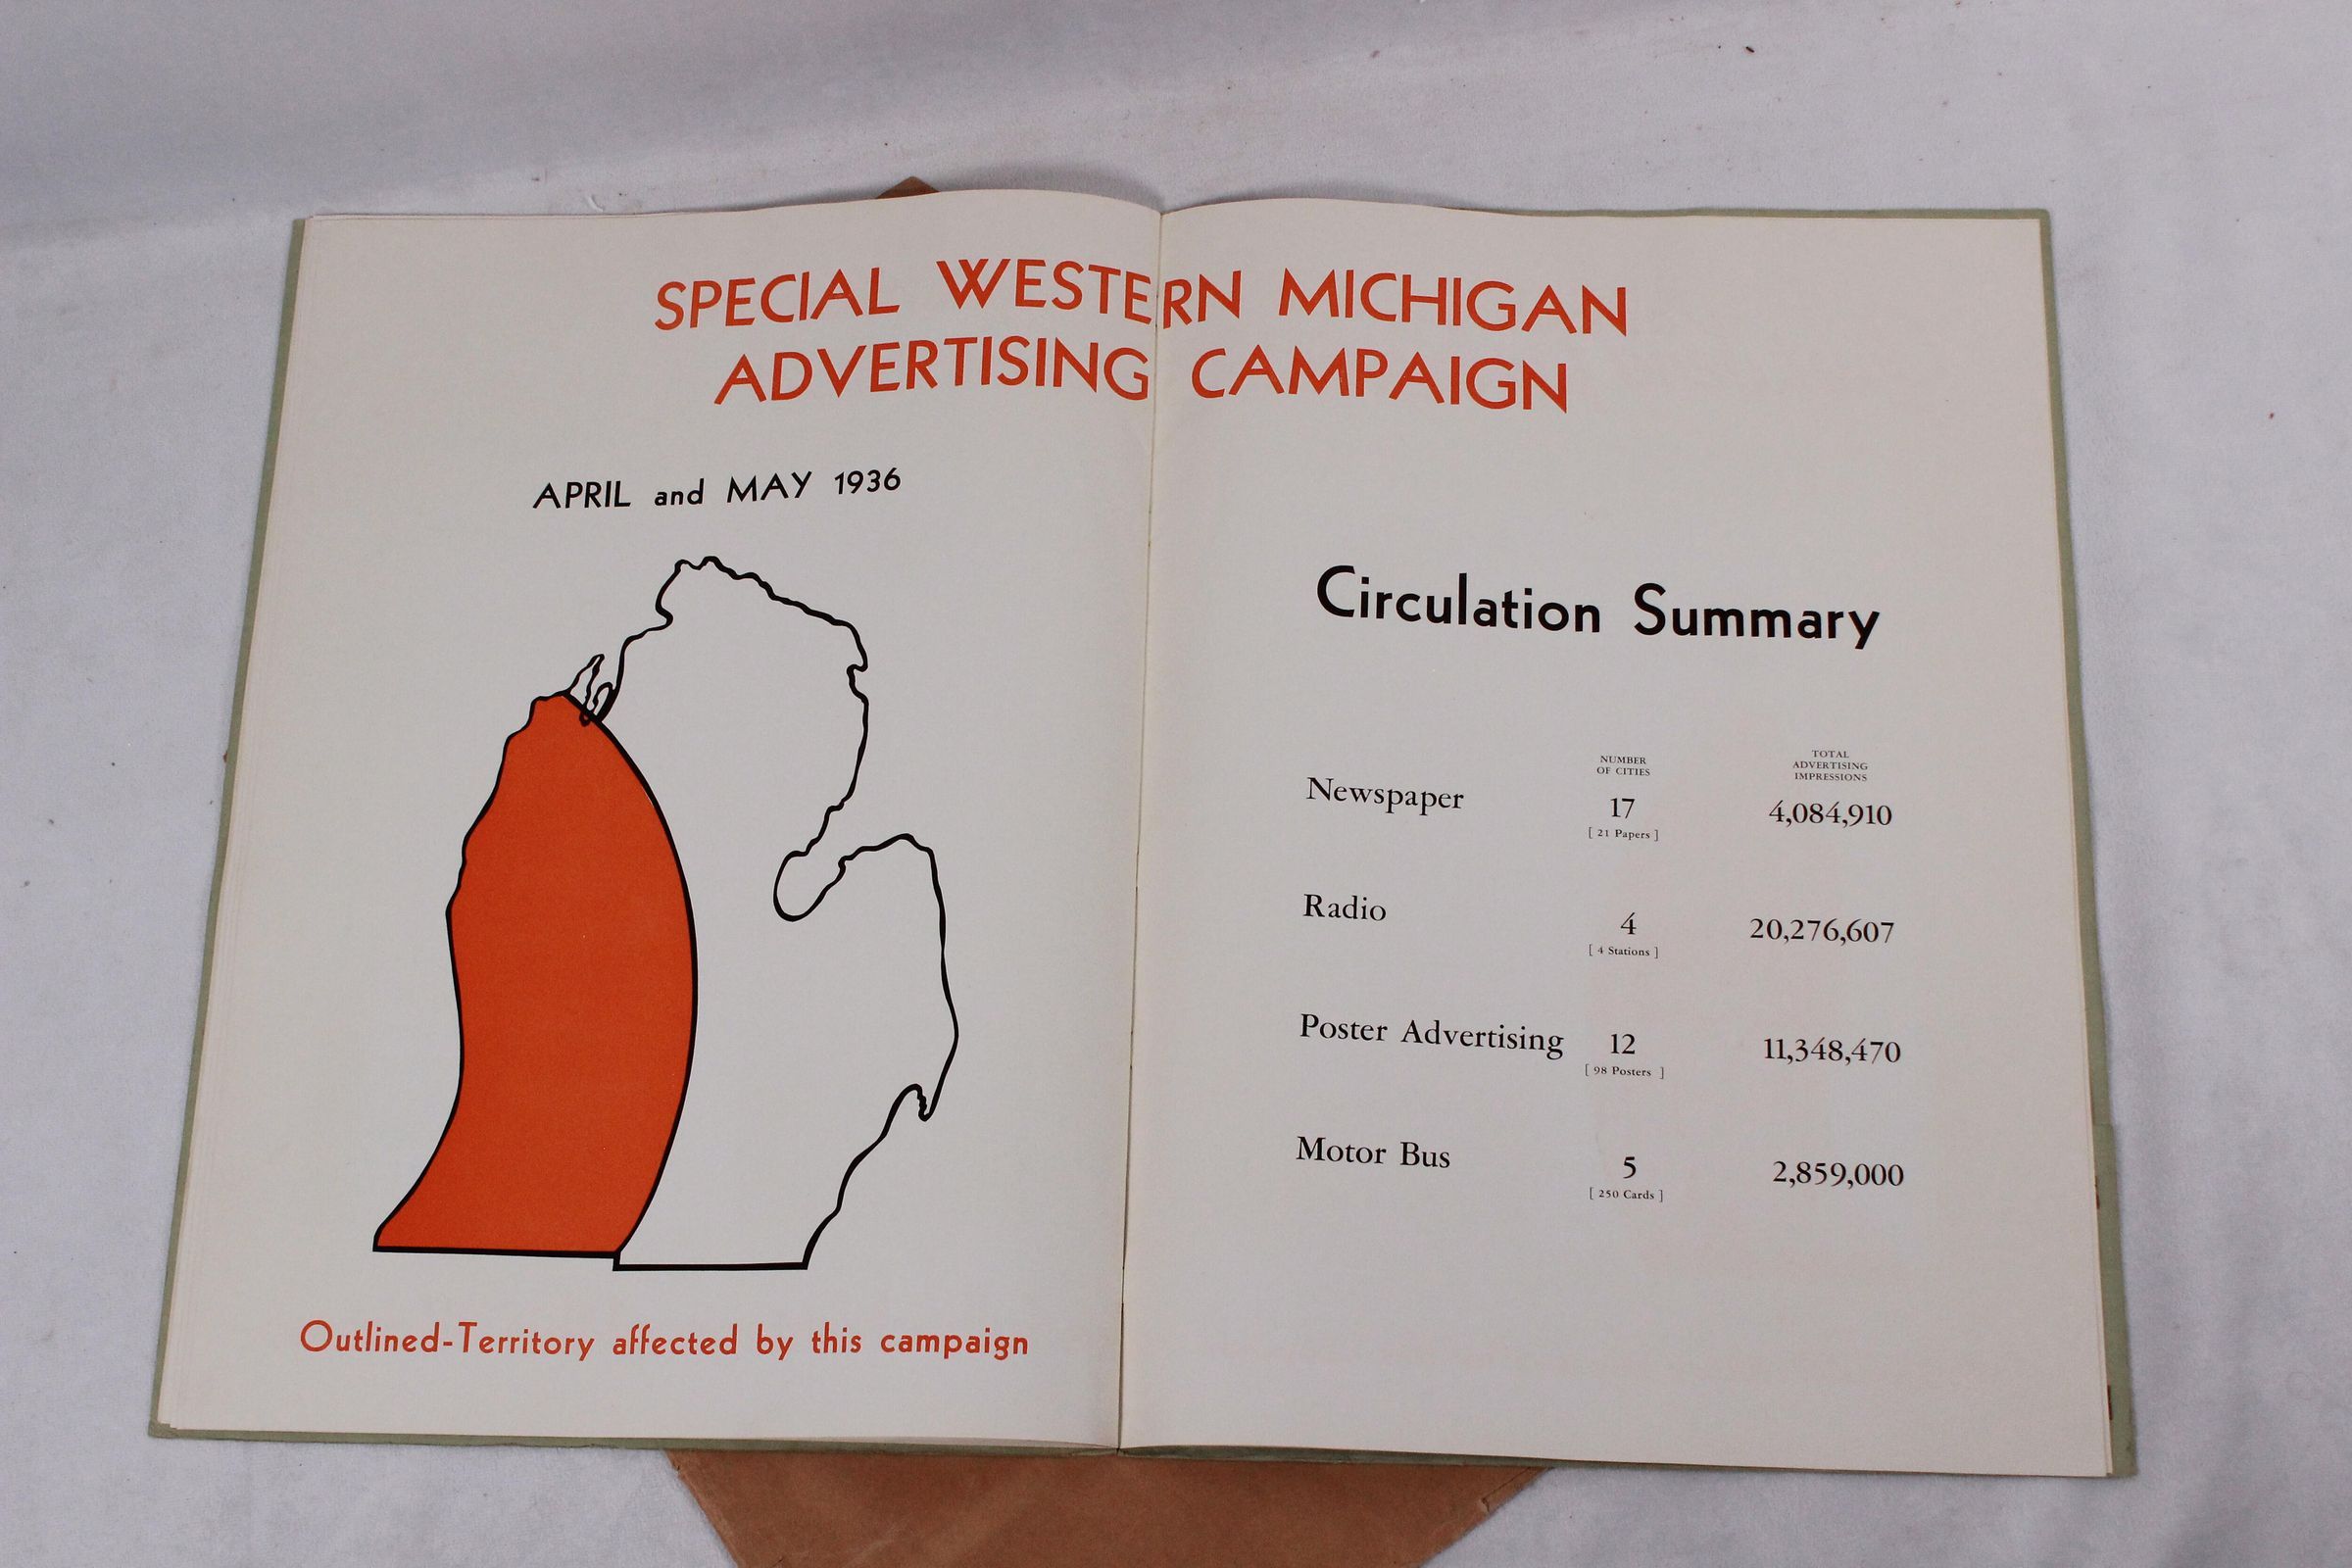 SPECIAL WESTERN MICHIGAN
ADVERTISING CAMPAIGN
APRIL and MAY 1936
Outlined-Territory affected by this campaign
Circulation Summary
NUMBER
OF CITIES
TOTAL
ADVERTISING
IMPRESSIONS
Newspaper 17 4,084,910
[ 21 Papers ]
Radio 4 20,276,607
[ 4 Stations ]
Poster Advertising 12 11,348,470
[ 98 Posters ]
Motor Bus 5 2,859,000
[ 250 Cards ]